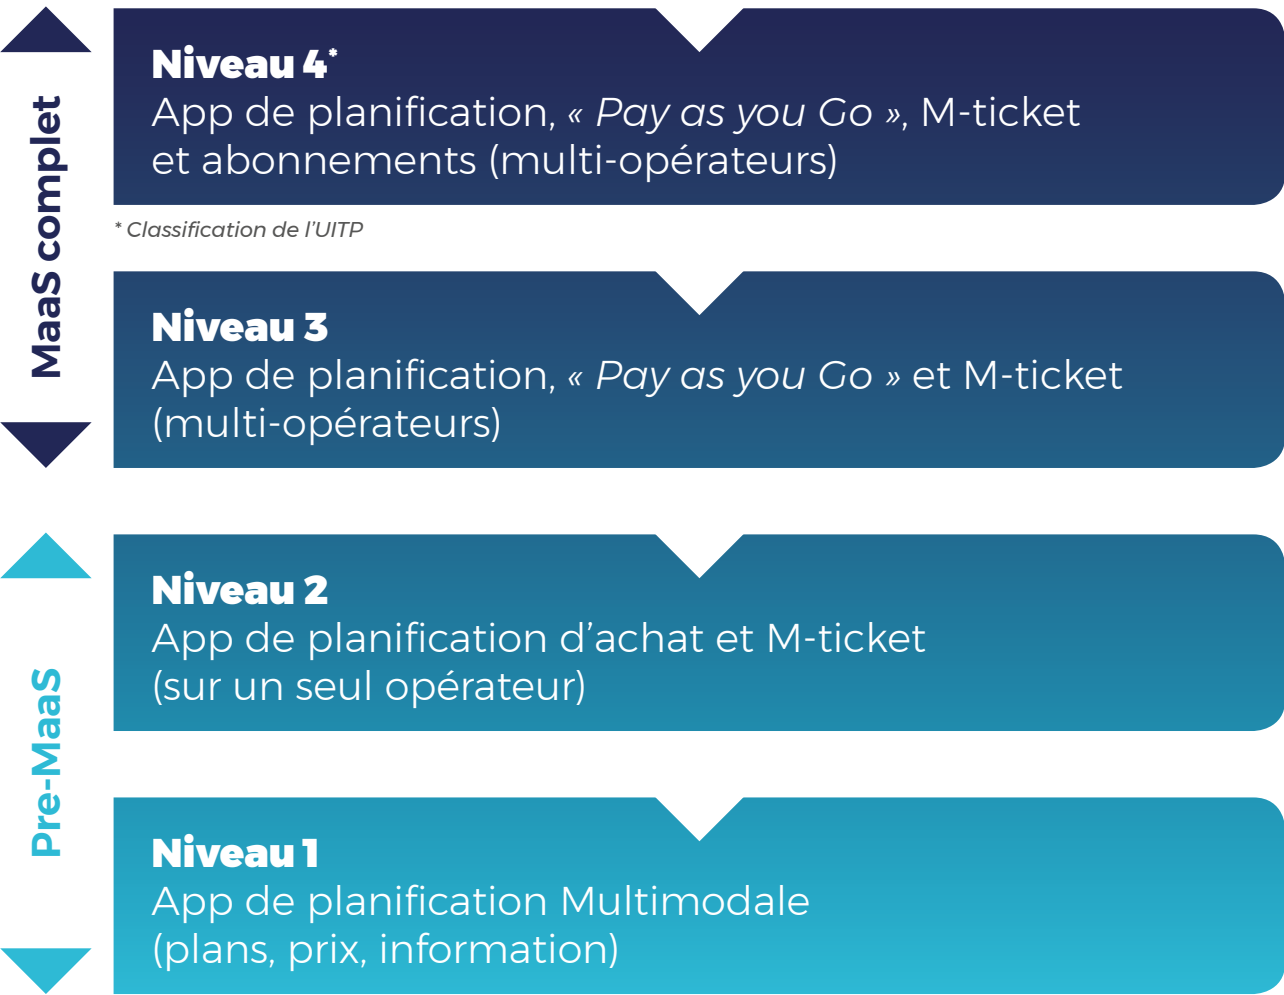 MaaS complet
Niveau 4*
App de planification, « Pay as you Go », M-ticket
et abonnements (multi-opérateurs)
* Classification de l’UITP
Niveau 3
App de planification, « Pay as you Go » et M-ticket
(multi-opérateurs)
Pre-MaaS
Niveau 2
App de planification d’achat et M-ticket
(sur un seul opérateur)
Niveau 1
App de planification Multimodale
(plans, prix, information)